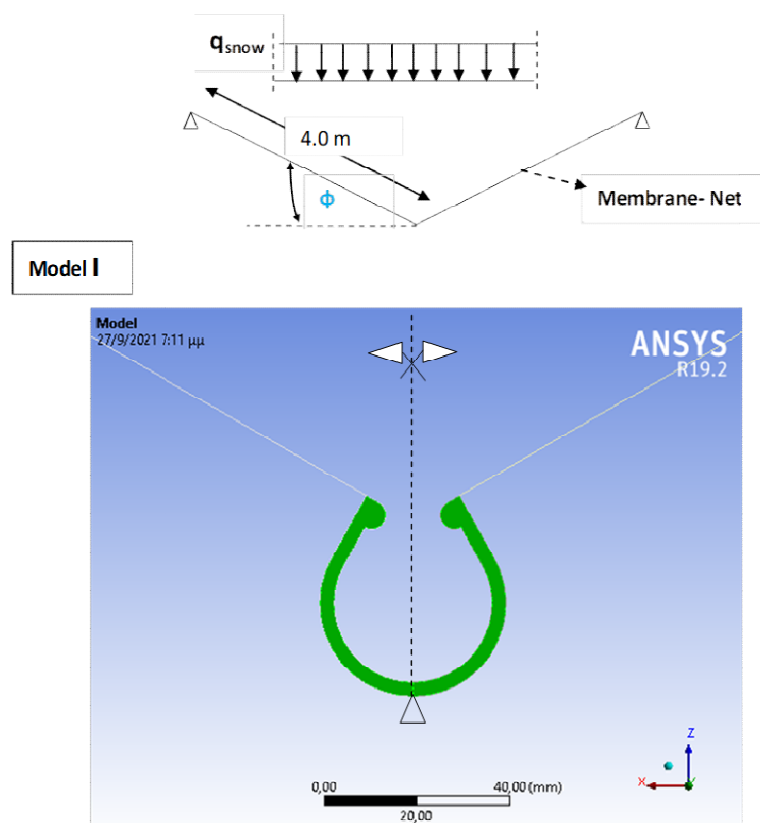 qsnow
4.0 m
ϕ
Membrane- Net
Model I
Model
27/9/2021 7:11 μμ
ANSYS
R19.2
0,00
40,00 (mm)
20,00
Z
X
Y